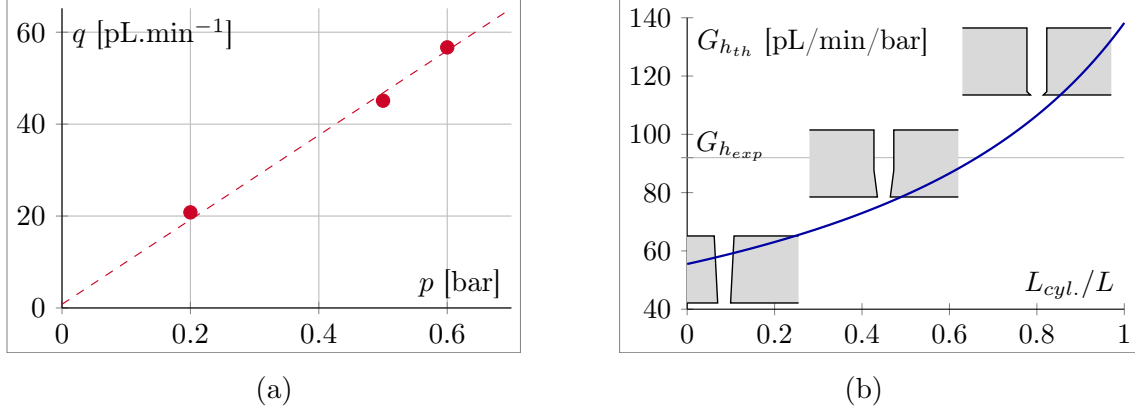 q [pL.min⁻¹]
60
40
20
0
p [bar]
0 0.2 0.4 0.6
(a)
G_{h_{th}} [pL/min/bar]
140
120
100
G_{h_{exp}}
80
60
40
L_{cyl.}/L
0 0.2 0.4 0.6 0.8 1
(b)